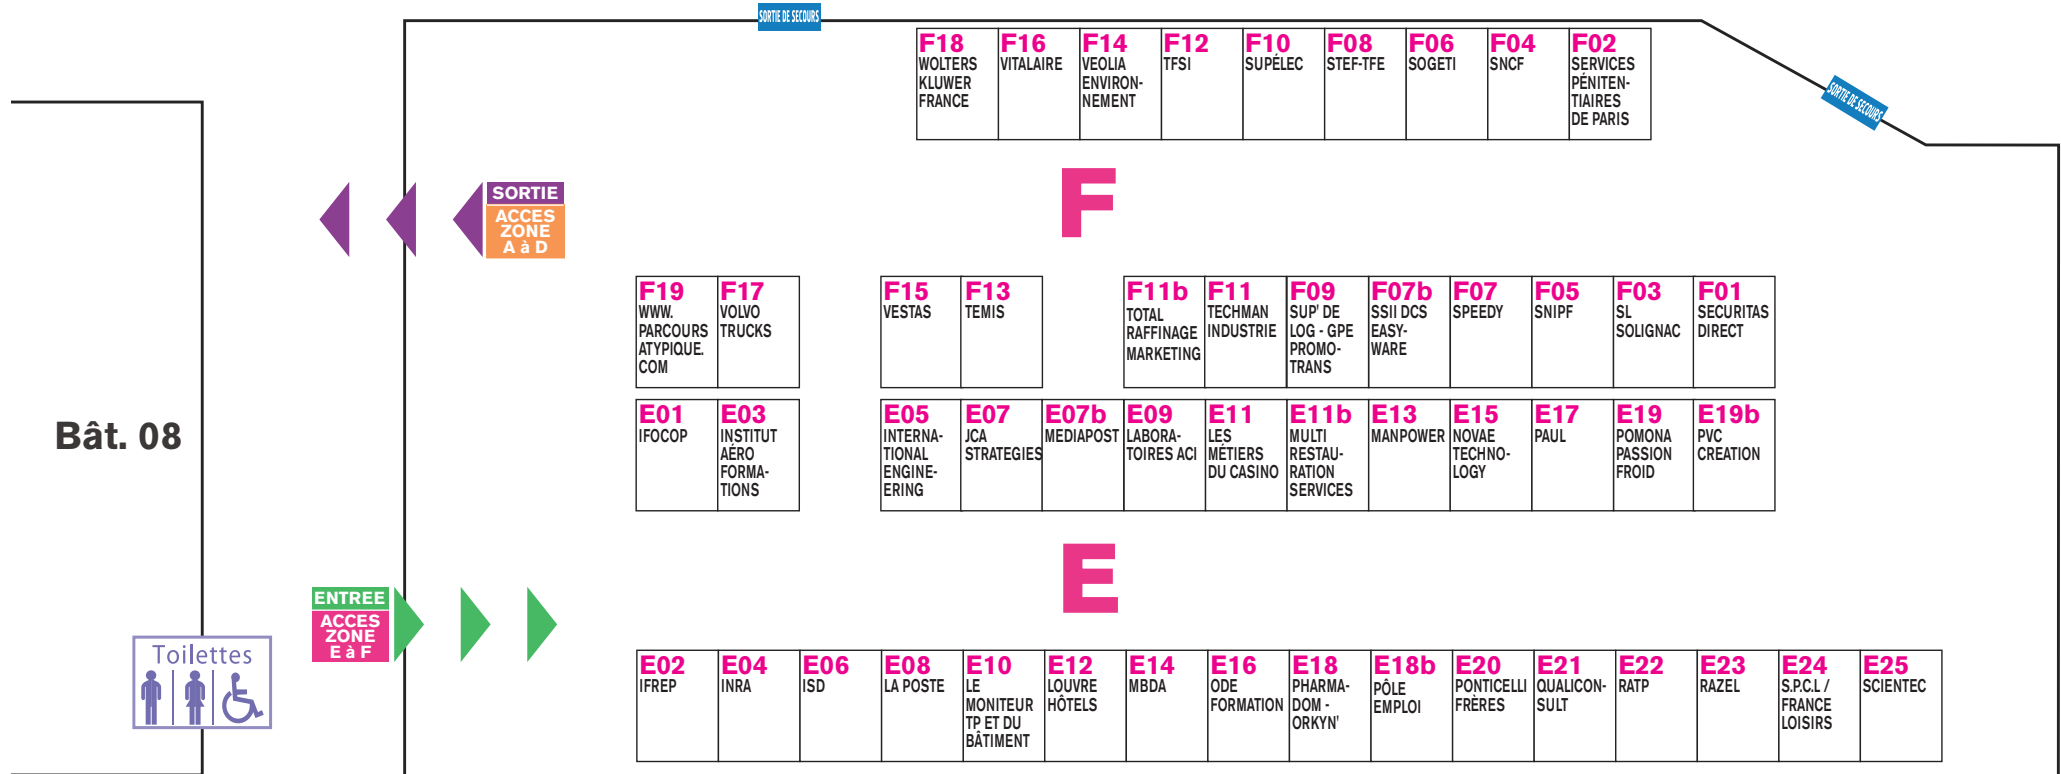 SORTIE DE SECOURS
F18
WOLTERS
KLUWER
FRANCE
F16
VITALAIRE
F14
VEOLIA
ENVIRON-
NEMENT
F12
TFSI
F10
SUPÉLEC
F08
STEF-TFE
F06
SOGETI
F04
SNCF
F02
SERVICES
PÉNITEN-
TIAIRES
DE PARIS
SORTIE DE SECOURS
F
SORTIE
ACCES
ZONE
A à D
F19
WWW.
PARCOURS
ATYPIQUE.
COM
F17
VOLVO
TRUCKS
F15
VESTAS
F13
TEMIS
F11b
TOTAL
RAFFINAGE
MARKETING
F11
TECHMAN
INDUSTRIE
F09
SUP' DE
LOG - GPE
PROMO-
TRANS
F07b
SSII DCS
EASY-
WARE
F07
SPEEDY
F05
SNIPF
F03
SL
SOLIGNAC
F01
SECURITAS
DIRECT
Bât. 08
E01
IFOCOP
E03
INSTITUT
AÉRO
FORMA-
TIONS
E05
INTERNA-
TIONAL
ENGINE-
ERING
E07
JCA
STRATEGIES
E07b
MEDIAPOST
E09
LABORA-
TOIRES ACI
E11
LES
MÉTIERS
DU CASINO
E11b
MULTI
RESTAU-
RATION
SERVICES
E13
MANPOWER
E15
NOVAE
TECHNO-
LOGY
E17
PAUL
E19
POMONA
PASSION
FROID
E19b
PVC
CREATION
E
ENTREE
ACCES
ZONE
E à F
Toilettes
E02
IFREP
E04
INRA
E06
ISD
E08
LA POSTE
E10
LE
MONITEUR
TP ET DU
BÂTIMENT
E12
LOUVRE
HÔTELS
E14
MBDA
E16
ODE
FORMATION
E18
PHARMA-
DOM -
ORKYN'
E18b
PÔLE
EMPLOI
E20
PONTICELLI
FRÈRES
E21
QUALICON-
SULT
E22
RATP
E23
RAZEL
E24
S.P.C.L /
FRANCE
LOISIRS
E25
SCIENTEC